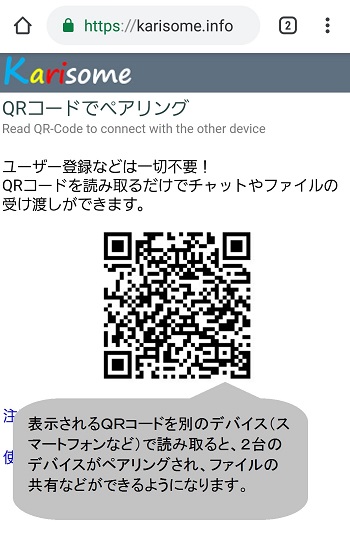 https://karisome.info
2
Karisome
QRコードでペアリング
Read QR-Code to connect with the other device
ユーザー登録などは一切不要！
QRコードを読み取るだけでチャットやファイルの
受け渡しができます。
注
表示されるＱＲコードを別のデバイス（ス
マートフォンなど）で読み取ると、２台の
デバイスがペアリングされ、ファイルの
共有などができるようになります。